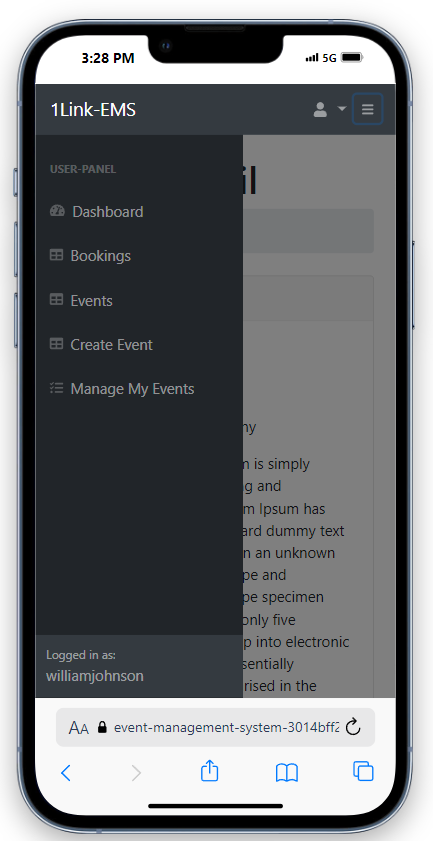 3:28 PM
5G
1Link-EMS
USER-PANEL
Dashboard
Bookings
Events
Create Event
Manage My Events
Logged in as:
williamjohnson
il
ny
m is simply
g and
m Ipsum has
ard dummy text
n an unknown
pe and
pe specimen
only five
p into electronic
sentially
rised in the
AA event-management-system-3014bff2